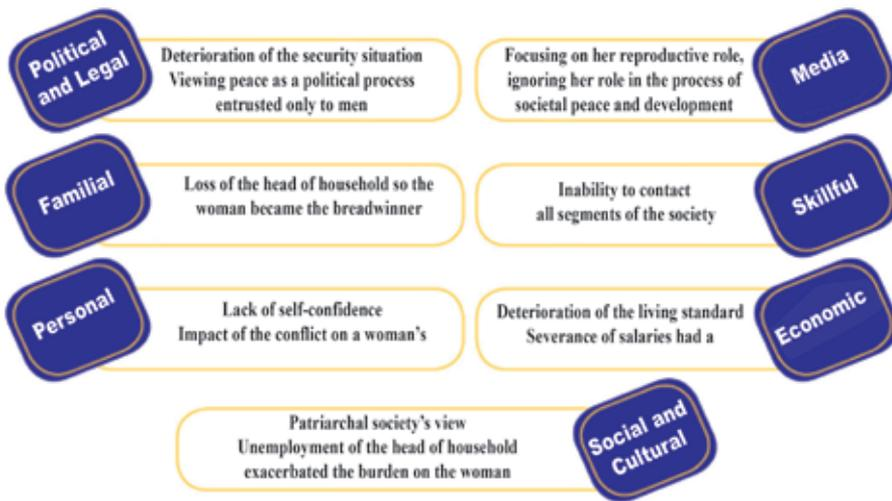 Political
and Legal
Deterioration of the security situation
Viewing peace as a political process
entrusted only to men
Focusing on her reproductive role,
ignoring her role in the process of
societal peace and development
Media
Familial
Loss of the head of household so the
woman became the breadwinner
Inability to contact
all segments of the society
Skillful
Personal
Lack of self-confidence
Impact of the conflict on a woman's
Deterioration of the living standard
Severance of salaries had a
Economic
Patriarchal society's view
Unemployment of the head of household
exacerbated the burden on the woman
Social and
Cultural